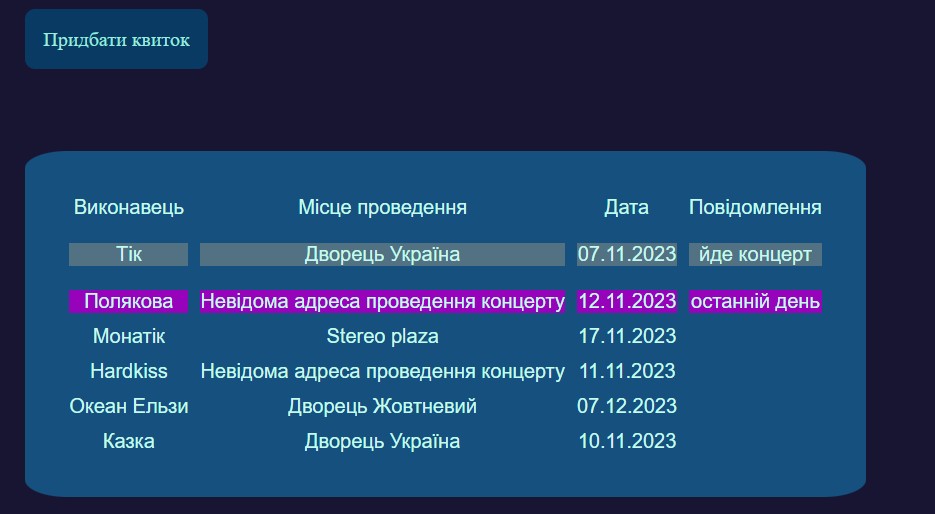 Придбати квиток
Виконавець Місце проведення Дата Повідомлення
Тік Дворець Україна 07.11.2023 йде концерт
Полякова Невідома адреса проведення концерту 12.11.2023 останній день
Монатік Stereo plaza 17.11.2023
Hardkiss Невідома адреса проведення концерту 11.11.2023
Океан Ельзи Дворець Жовтневий 07.12.2023
Казка Дворець Україна 10.11.2023